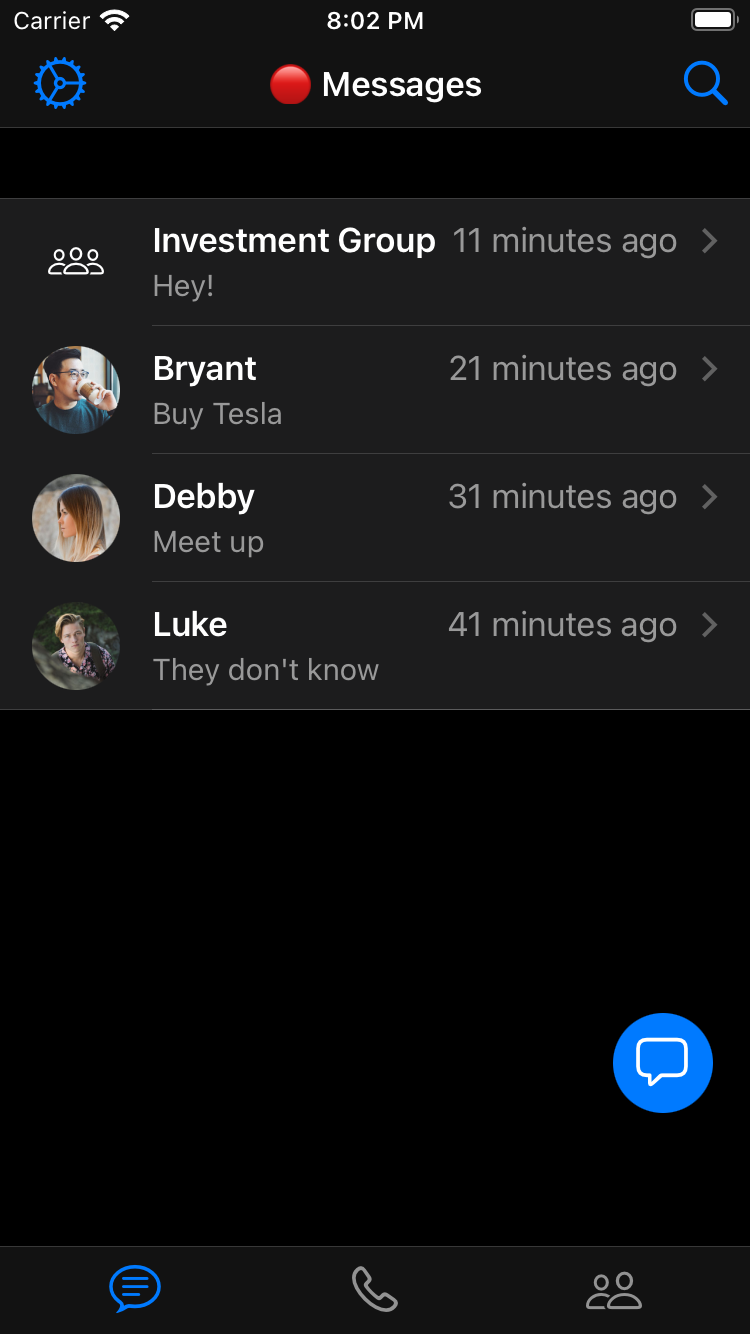 Carrier 8:02 PM
Messages
Investment Group 11 minutes ago
Hey!
Bryant 21 minutes ago
Buy Tesla
Debby 31 minutes ago
Meet up
Luke 41 minutes ago
They don't know